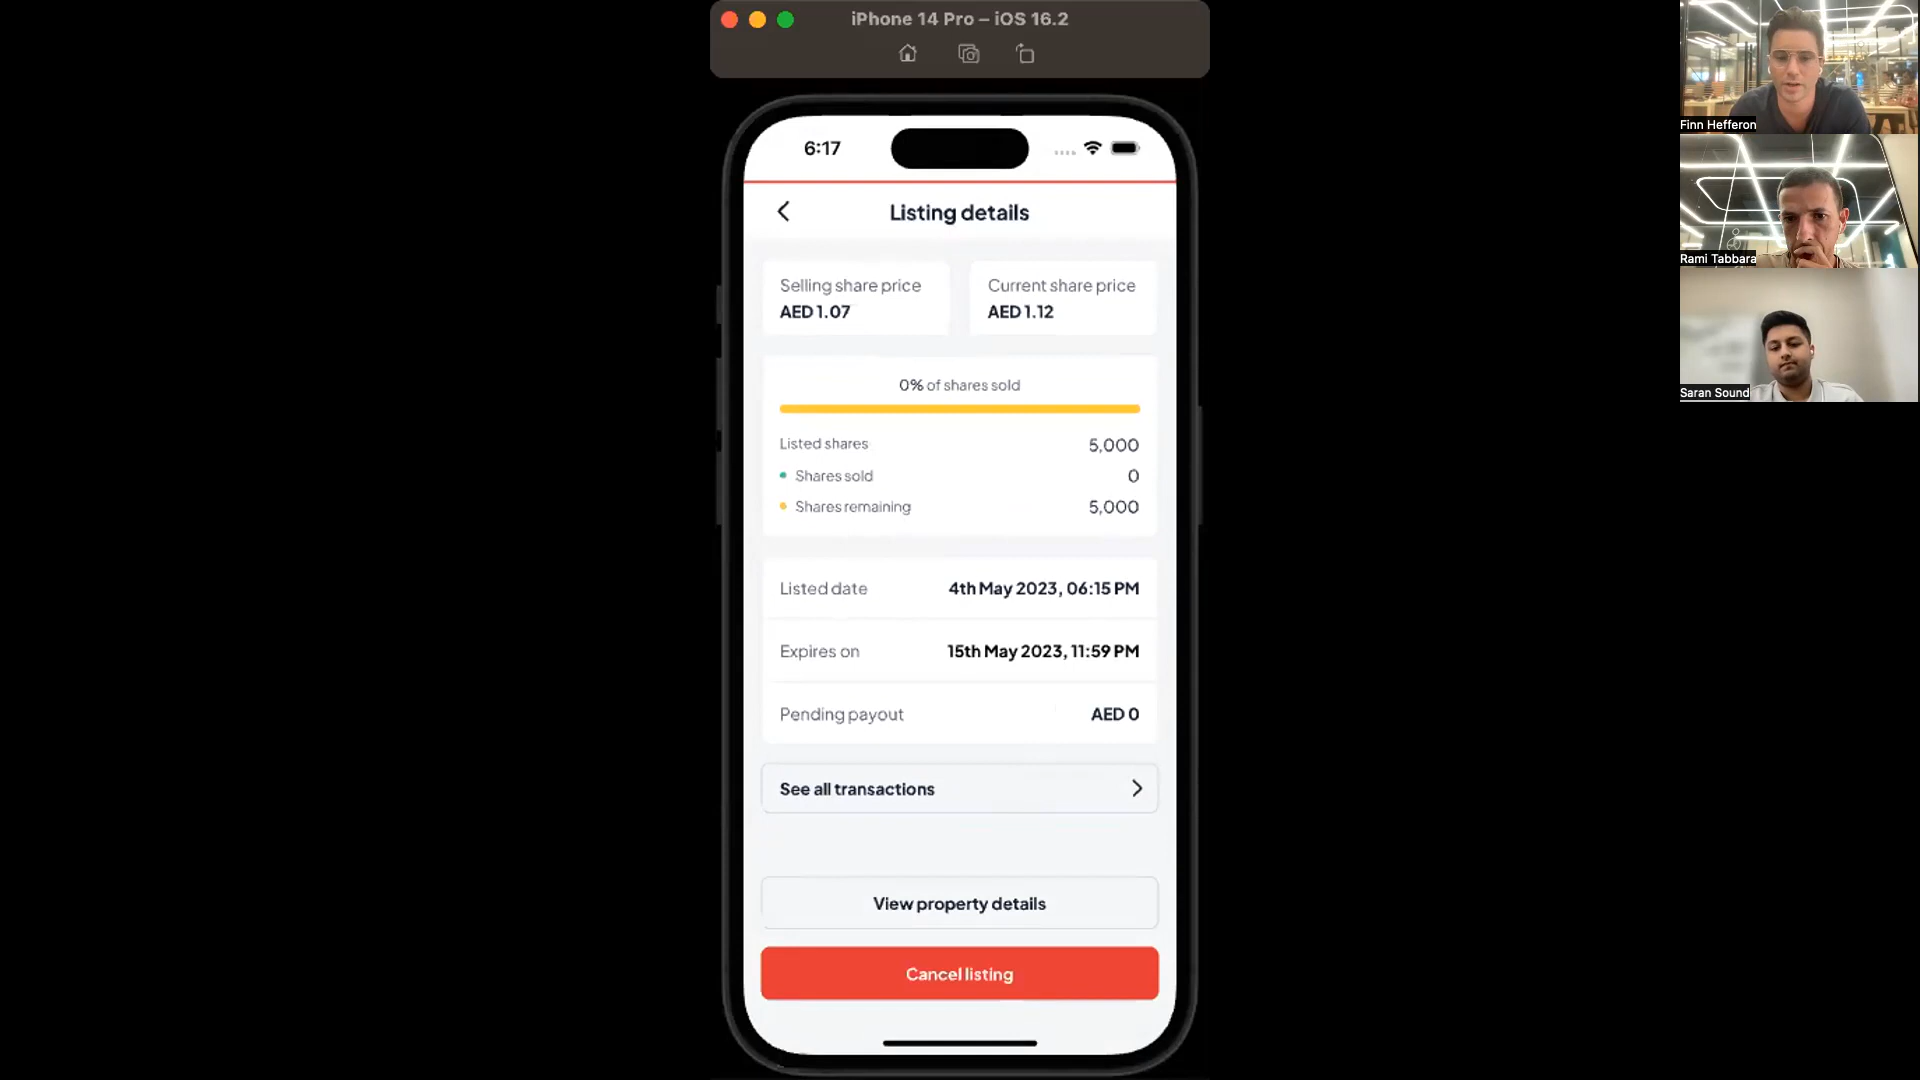 iPhone 14 Pro – iOS 16.2
6:17
Listing details
Selling share price
AED 1.07
Current share price
AED 1.12
0% of shares sold
Listed shares 5,000
Shares sold 0
Shares remaining 5,000
Listed date 4th May 2023, 06:15 PM
Expires on 15th May 2023, 11:59 PM
Pending payout AED 0
See all transactions
View property details
Cancel listing
Finn Hefferon
Rami Tabbara
Saran Sound